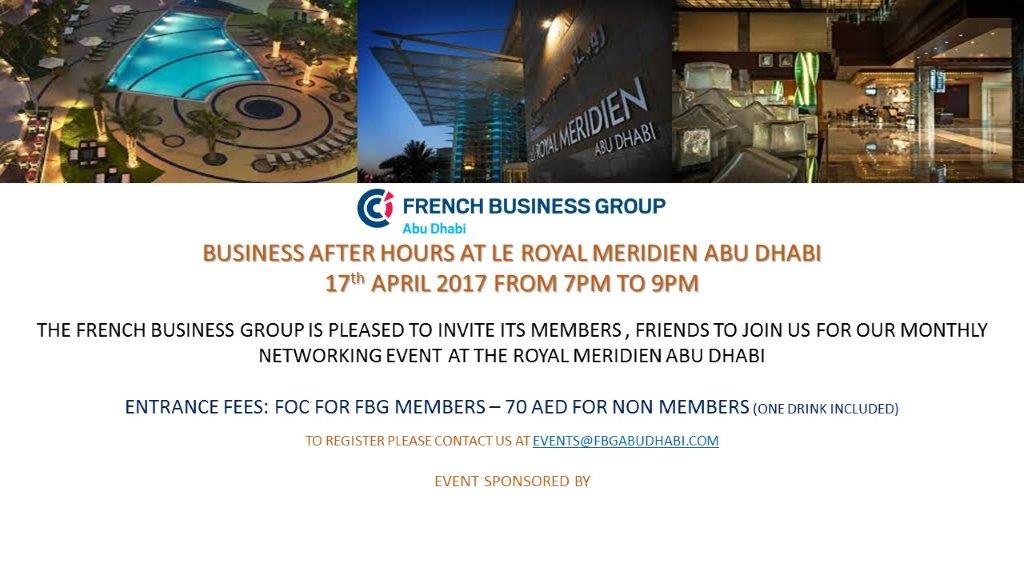 LE ROYAL MERIDIEN
ABU DHABI
FRENCH BUSINESS GROUP
Abu Dhabi
BUSINESS AFTER HOURS AT LE ROYAL MERIDIEN ABU DHABI
17th APRIL 2017 FROM 7PM TO 9PM
THE FRENCH BUSINESS GROUP IS PLEASED TO INVITE ITS MEMBERS , FRIENDS TO JOIN US FOR OUR MONTHLY
NETWORKING EVENT AT THE ROYAL MERIDIEN ABU DHABI
ENTRANCE FEES: FOC FOR FBG MEMBERS – 70 AED FOR NON MEMBERS (ONE DRINK INCLUDED)
TO REGISTER PLEASE CONTACT US AT EVENTS@FBGABUDHABI.COM
EVENT SPONSORED BY